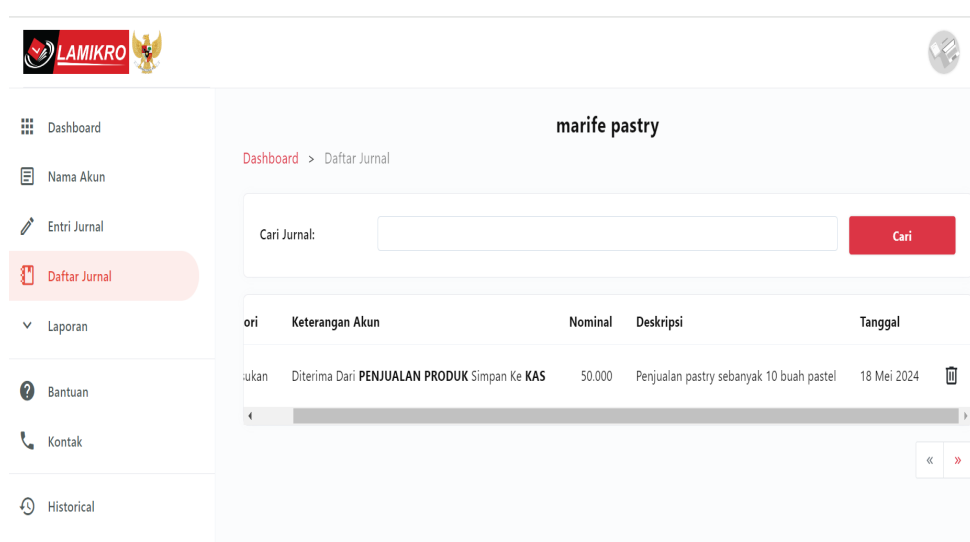 LAMIKRO
Dashboard
Nama Akun
Entri Jurnal
Daftar Jurnal
Laporan
Bantuan
Kontak
Historical
marife pastry
Dashboard > Daftar Jurnal
Cari Jurnal:
Cari
ori Keterangan Akun Nominal Deskripsi Tanggal
sukan Diterima Dari PENJUALAN PRODUK Simpan Ke KAS 50.000 Penjualan pastry sebanyak 10 buah pastel 18 Mei 2024
« »